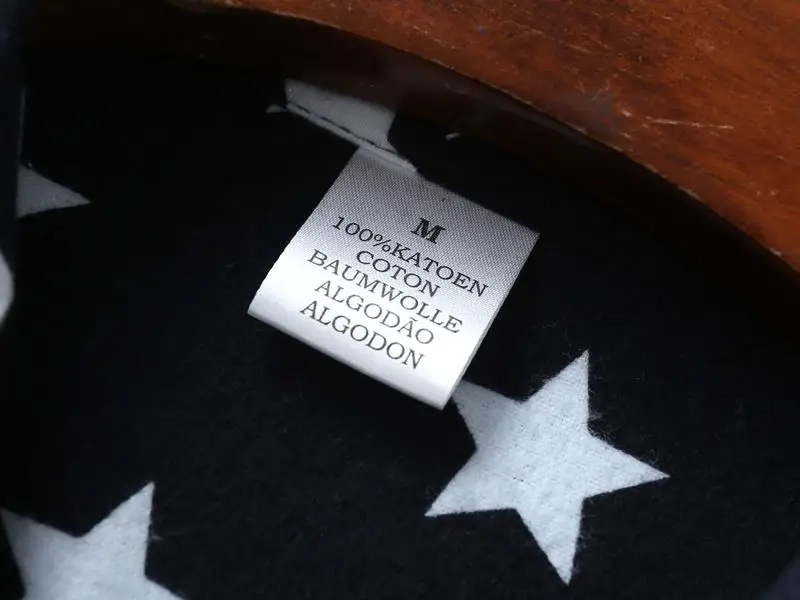 M
100%KATOEN
COTON
BAUMWOLLE
ALGODÃO
ALGODON